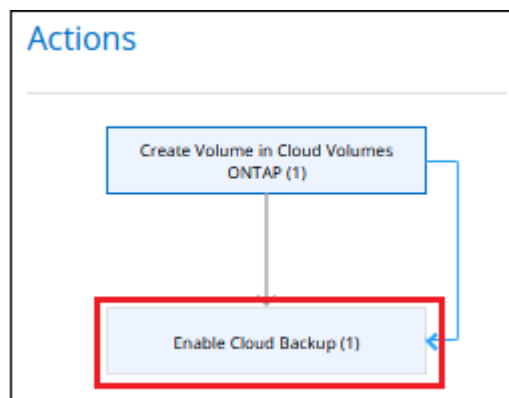 Actions
Create Volume in Cloud Volumes
ONTAP (1)
Enable Cloud Backup (1)